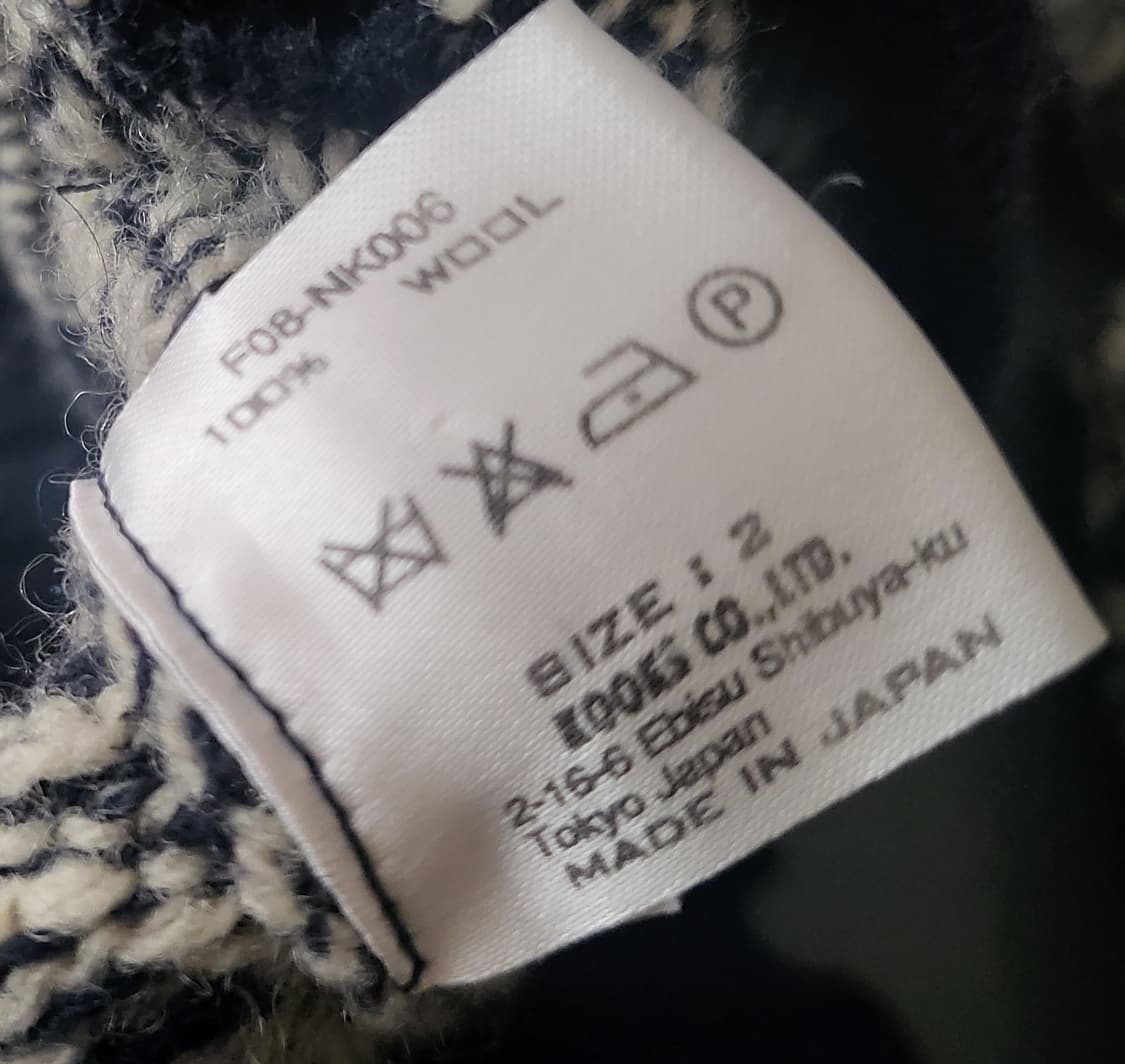 F08-NK006
100% WOOL
P
SIZE : 2
CO.,LTD.
2-16-6 Ebisu Shibuya-ku
Tokyo Japan
MADE IN JAPAN